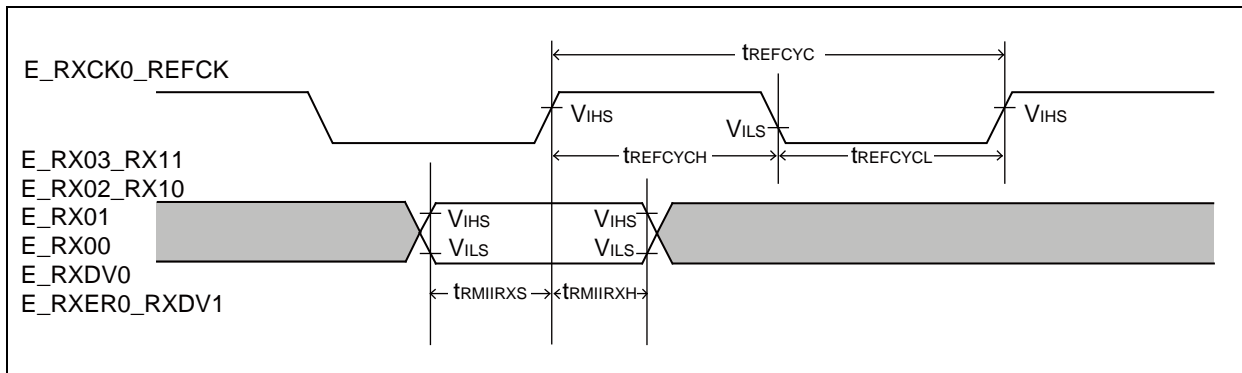 tREFCYC
E_RXCK0_REFCK
VIHS
VILS
VIHS
tREFCYCH
tREFCYCL
E_RX03_RX11
E_RX02_RX10
E_RX01
E_RX00
E_RXDV0
E_RXER0_RXDV1
VIHS
VIHS
VILS
VILS
tRMIIRXS
tRMIIRXH